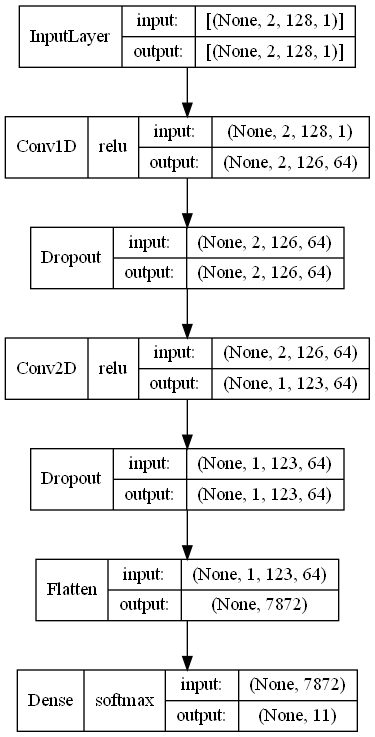 InputLayer input: [(None, 2, 128, 1)]
output: [(None, 2, 128, 1)]
Conv1D relu input: (None, 2, 128, 1)
output: (None, 2, 126, 64)
Dropout input: (None, 2, 126, 64)
output: (None, 2, 126, 64)
Conv2D relu input: (None, 2, 126, 64)
output: (None, 1, 123, 64)
Dropout input: (None, 1, 123, 64)
output: (None, 1, 123, 64)
Flatten input: (None, 1, 123, 64)
output: (None, 7872)
Dense softmax input: (None, 7872)
output: (None, 11)